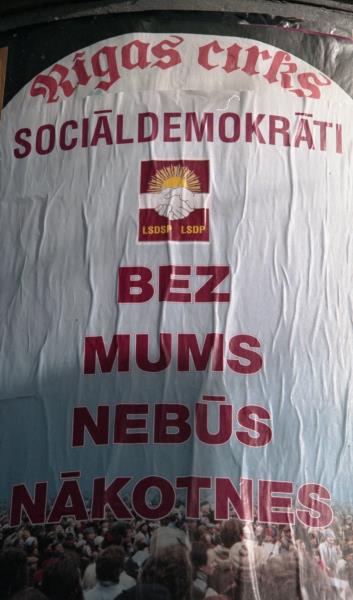 Rīgas cirks
SOCIĀLDEMOKRĀTI
LSDSP LSDP
BEZ
MUMS
NEBŪS
NĀKOTNES